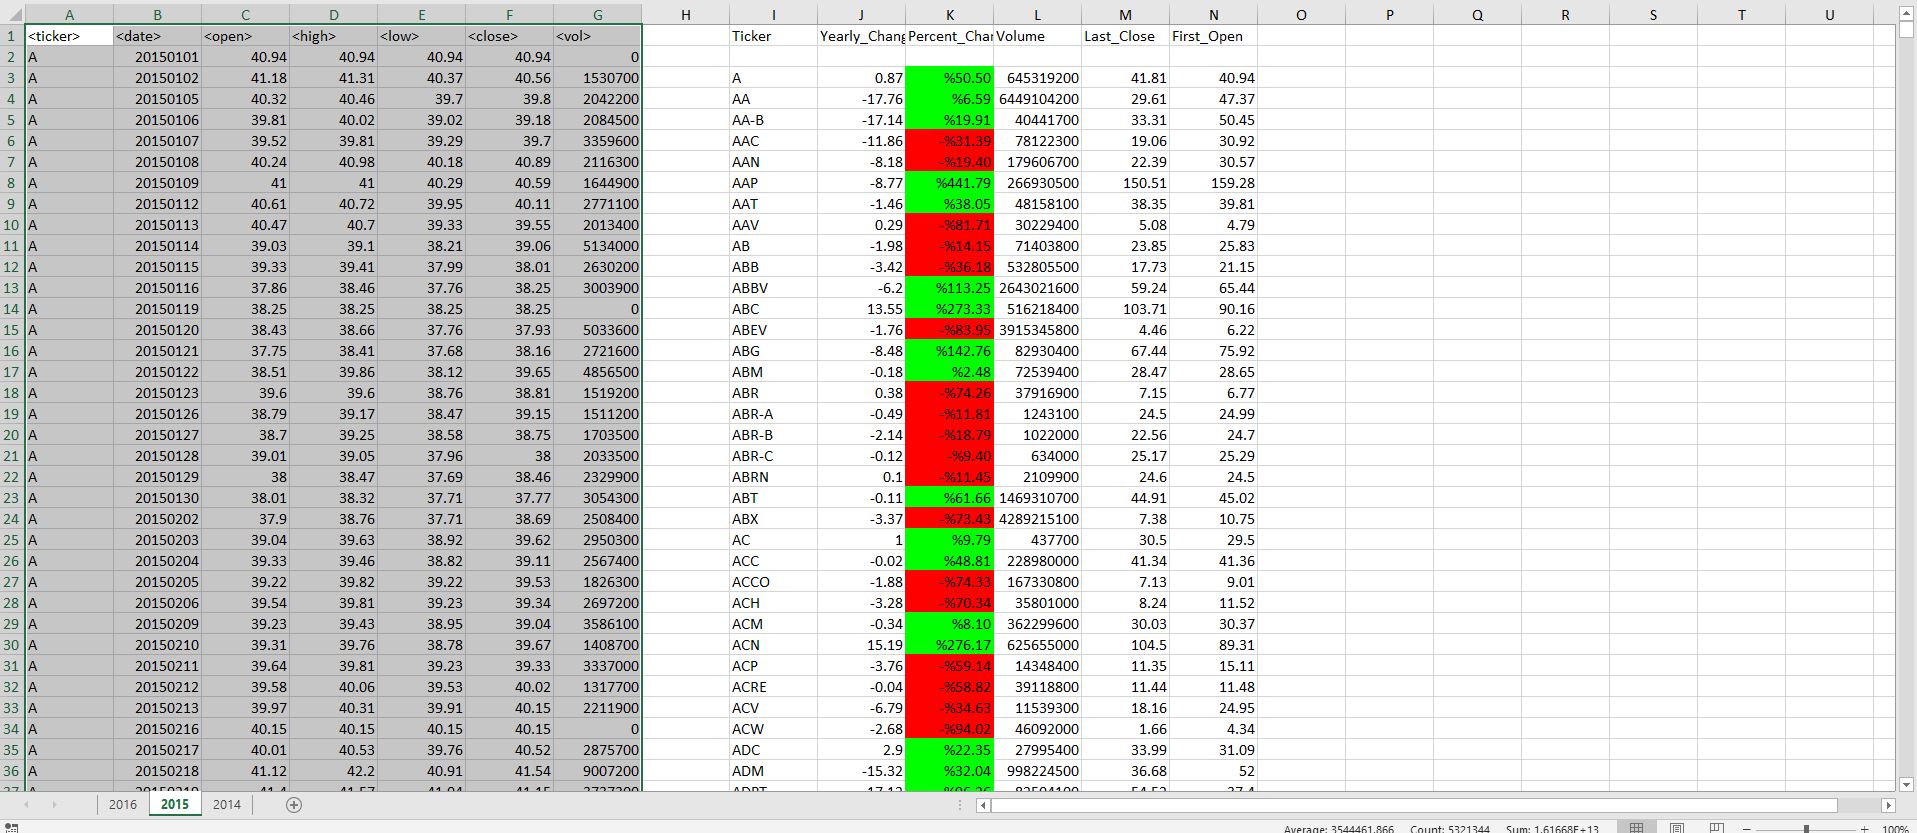 A B C D E F G H I J K L M N O P Q R S T U
1 <ticker> <date> <open> <high> <low> <close> <vol> Ticker Yearly_Chang Percent_Char Volume Last_Close First_Open
2 A 20150101 40.94 40.94 40.94 40.94 0
3 A 20150102 41.18 41.31 40.37 40.56 1530700 A 0.87 %50.50 645319200 41.81 40.94
4 A 20150105 40.32 40.46 39.7 39.8 2042200 AA -17.76 %6.59 6449104200 29.61 47.37
5 A 20150106 39.81 40.02 39.02 39.18 2084500 AA-B -17.14 %19.91 40441700 33.31 50.45
6 A 20150107 39.52 39.81 39.29 39.7 3359600 AAC -11.86 -%31.39 78122300 19.06 30.92
7 A 20150108 40.24 40.98 40.18 40.89 2116300 AAN -8.18 -%19.40 179606700 22.39 30.57
8 A 20150109 41 41 40.29 40.59 1644900 AAP -8.77 %441.79 266930500 150.51 159.28
9 A 20150112 40.61 40.72 39.95 40.11 2771100 AAT -1.46 %38.05 48158100 38.35 39.81
10 A 20150113 40.47 40.7 39.33 39.55 2013400 AAV 0.29 -%81.71 30229400 5.08 4.79
11 A 20150114 39.03 39.1 38.21 39.06 5134000 AB -1.98 -%14.15 71403800 23.85 25.83
12 A 20150115 39.33 39.41 37.99 38.01 2630200 ABB -3.42 -%36.18 532805500 17.73 21.15
13 A 20150116 37.86 38.46 37.76 38.25 3003900 ABBV -6.2 %113.25 2643021600 59.24 65.44
14 A 20150119 38.25 38.25 38.25 38.25 0 ABC 13.55 %273.33 516218400 103.71 90.16
15 A 20150120 38.43 38.66 37.76 37.93 5033600 ABEV -1.76 -%83.95 3915345800 4.46 6.22
16 A 20150121 37.75 38.41 37.68 38.16 2721600 ABG -8.48 %142.76 82930400 67.44 75.92
17 A 20150122 38.51 39.86 38.12 39.65 4856500 ABM -0.18 %2.48 72539400 28.47 28.65
18 A 20150123 39.6 39.6 38.76 38.81 1519200 ABR 0.38 -%74.26 37916900 7.15 6.77
19 A 20150126 38.79 39.17 38.47 39.15 1511200 ABR-A -0.49 -%11.81 1243100 24.5 24.99
20 A 20150127 38.7 39.25 38.58 38.75 1703500 ABR-B -2.14 -%18.79 1022000 22.56 24.7
21 A 20150128 39.01 39.05 37.96 38 2033500 ABR-C -0.12 -%9.40 634000 25.17 25.29
22 A 20150129 38 38.47 37.69 38.46 2329900 ABRN 0.1 -%11.45 2109900 24.6 24.5
23 A 20150130 38.01 38.32 37.71 37.77 3054300 ABT -0.11 %61.66 1469310700 44.91 45.02
24 A 20150202 37.9 38.76 37.71 38.69 2508400 ABX -3.37 -%73.43 4289215100 7.38 10.75
25 A 20150203 39.04 39.63 38.92 39.62 2950300 AC 1 %9.79 437700 30.5 29.5
26 A 20150204 39.33 39.46 38.82 39.11 2567400 ACC -0.02 %48.81 228980000 41.34 41.36
27 A 20150205 39.22 39.82 39.22 39.53 1826300 ACCO -1.88 -%74.33 167330800 7.13 9.01
28 A 20150206 39.54 39.81 39.23 39.34 2697200 ACH -3.28 -%70.34 35801000 8.24 11.52
29 A 20150209 39.23 39.43 38.95 39.04 3586100 ACM -0.34 %8.10 362299600 30.03 30.37
30 A 20150210 39.31 39.76 38.78 39.67 1408700 ACN 15.19 %276.17 625655000 104.5 89.31
31 A 20150211 39.64 39.81 39.23 39.33 3337000 ACP -3.76 -%59.14 14348400 11.35 15.11
32 A 20150212 39.58 40.06 39.53 40.02 1317700 ACRE -0.04 -%58.82 39118800 11.44 11.48
33 A 20150213 39.97 40.31 39.91 40.15 2211900 ACV -6.79 -%34.63 11539300 18.16 24.95
34 A 20150216 40.15 40.15 40.15 40.15 0 ACW -2.68 -%94.02 46092000 1.66 4.34
35 A 20150217 40.01 40.53 39.76 40.52 2875700 ADC 2.9 %22.35 27995400 33.99 31.09
36 A 20150218 41.12 42.2 40.91 41.54 9007200 ADM -15.32 %32.04 998224500 36.68 52
2016 2015 2014
Average: 3544461.866 Count: 5321344 Sum: 1.61668E+13 100%